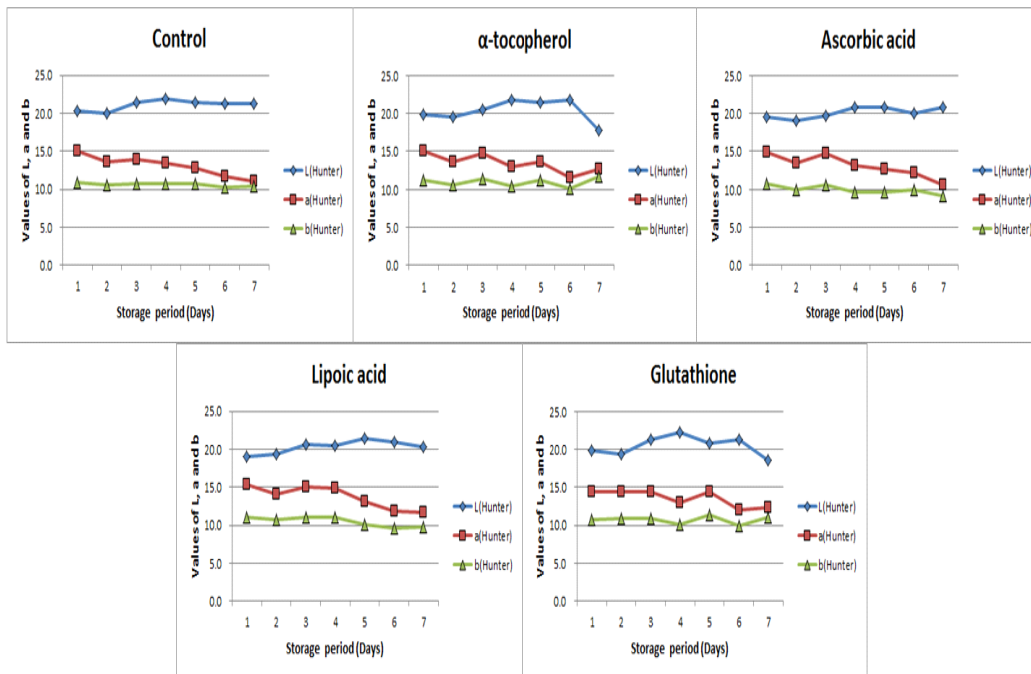 Control
Values of L, a and b
25.0
20.0
15.0
10.0
5.0
0.0
1 2 3 4 5 6 7
Storage period (Days)
L(Hunter)
a(Hunter)
b(Hunter)
α-tocopherol
Values of L, a and b
25.0
20.0
15.0
10.0
5.0
0.0
1 2 3 4 5 6 7
Storage period (Days)
L(Hunter)
a(Hunter)
b(Hunter)
Ascorbic acid
Values of L, a and b
25.0
20.0
15.0
10.0
5.0
0.0
1 2 3 4 5 6 7
Storage period (Days)
L(Hunter)
a(Hunter)
b(Hunter)
Lipoic acid
Values of L, a and b
25.0
20.0
15.0
10.0
5.0
0.0
1 2 3 4 5 6 7
Storage period (Days)
L(Hunter)
a(Hunter)
b(Hunter)
Glutathione
Values of L, a and b
25.0
20.0
15.0
10.0
5.0
0.0
1 2 3 4 5 6 7
Storage period (Days)
L(Hunter)
a(Hunter)
b(Hunter)